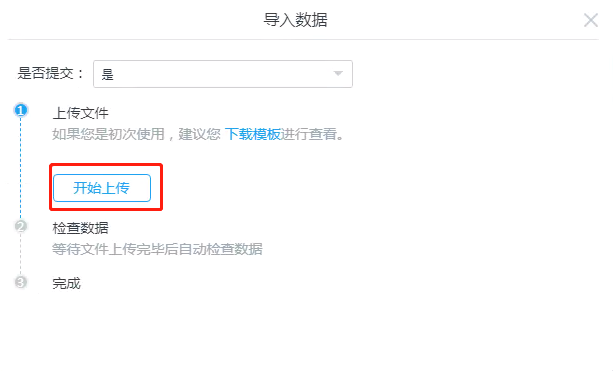 导入数据
是否提交： 是
1 上传文件
如果您是初次使用，建议您 下载模板进行查看。
开始上传
2 检查数据
等待文件上传完毕后自动检查数据
3 完成